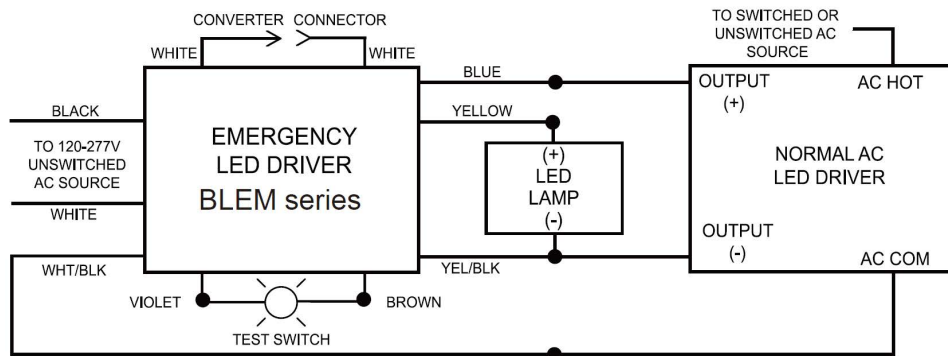 CONVERTER
CONNECTOR
WHITE
WHITE
TO SWITCHED OR
UNSWITCHED AC
SOURCE
BLUE
OUTPUT
(+)
AC HOT
BLACK
YELLOW
TO 120-277V
UNSWITCHED
AC SOURCE
EMERGENCY
LED DRIVER
BLEM series
(+)
LED
LAMP
(-)
NORMAL AC
LED DRIVER
WHITE
OUTPUT
(-)
WHT/BLK
YEL/BLK
AC COM
VIOLET
BROWN
TEST SWITCH